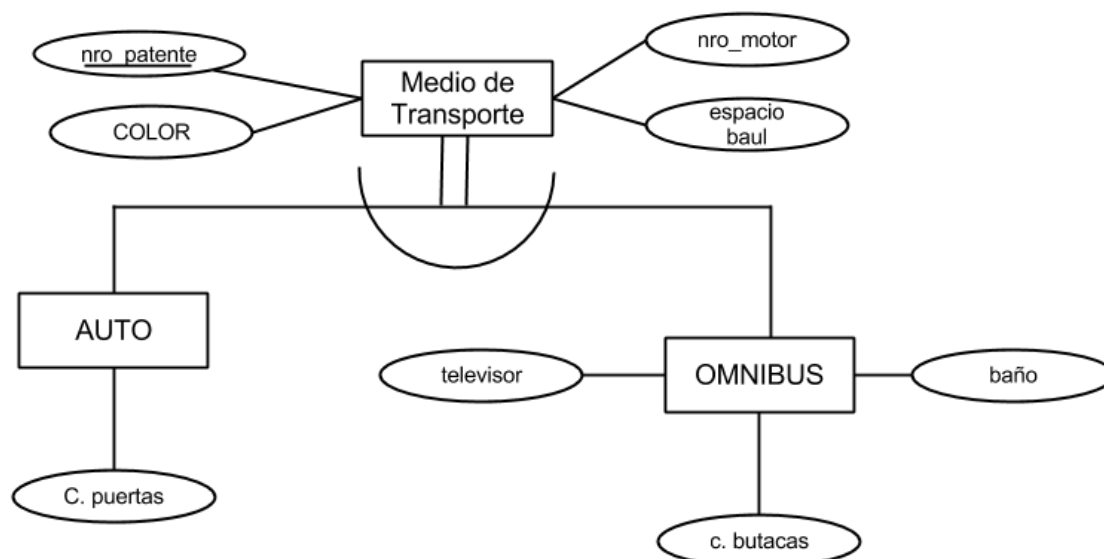 nro_patente
COLOR
Medio de
Transporte
nro_motor
espacio
baul
AUTO
C. puertas
televisor
OMNIBUS
baño
c. butacas